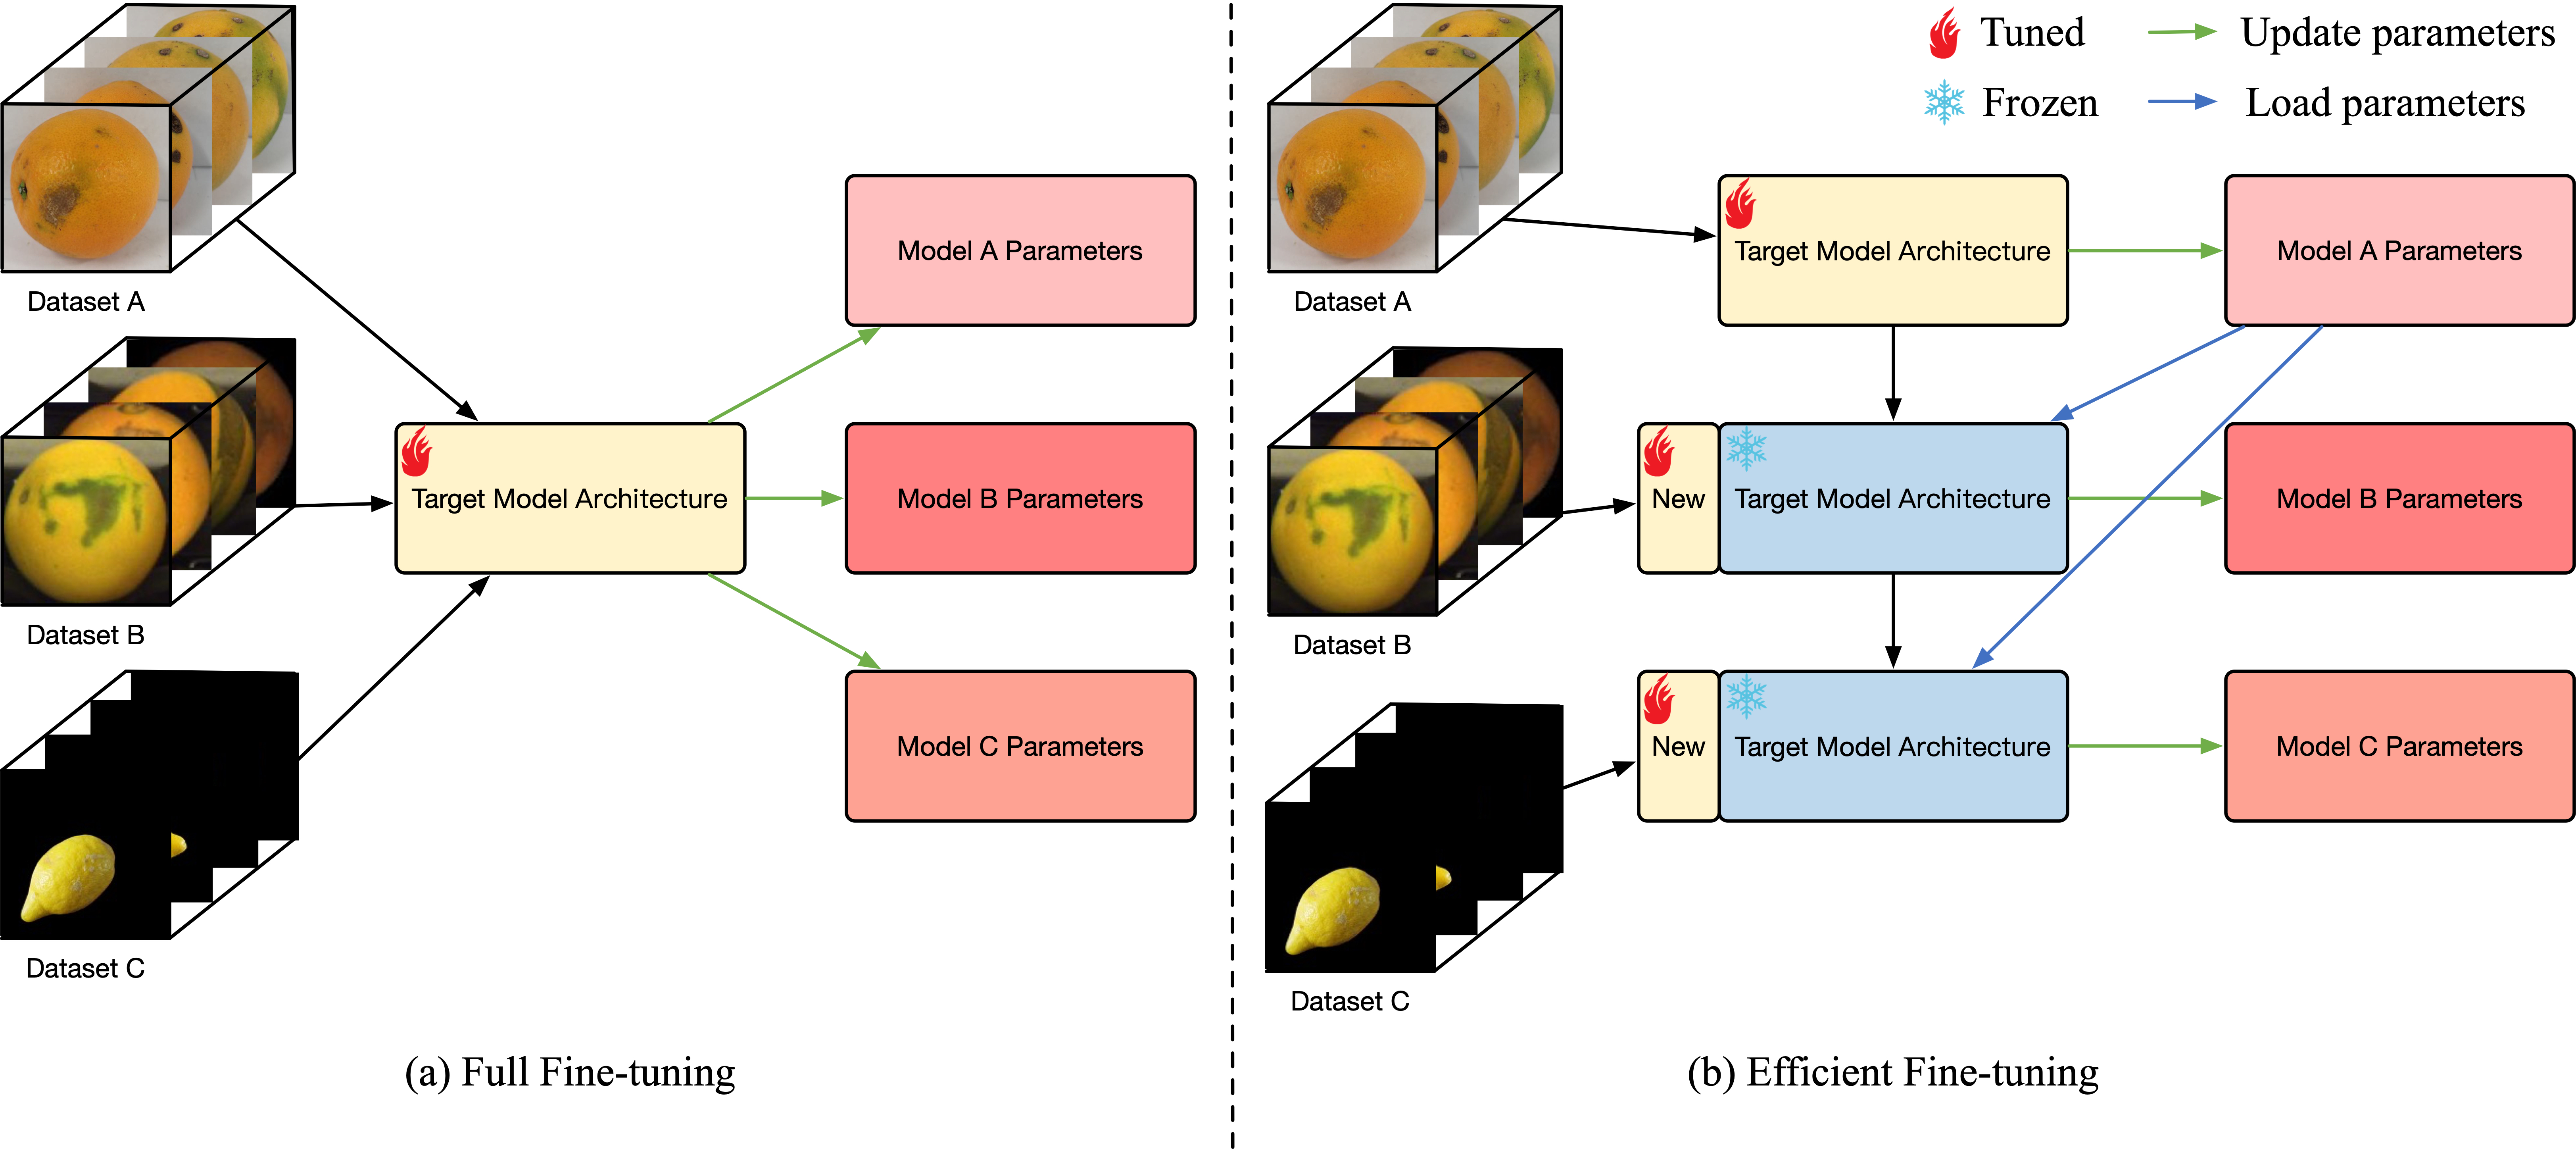 Dataset A
Dataset B
Dataset C
Target Model Architecture
Model A Parameters
Model B Parameters
Model C Parameters
(a) Full Fine-tuning
Tuned
Update parameters
Frozen
Load parameters
Dataset A
Target Model Architecture
Model A Parameters
Dataset B
New
Target Model Architecture
Model B Parameters
Dataset C
New
Target Model Architecture
Model C Parameters
(b) Efficient Fine-tuning